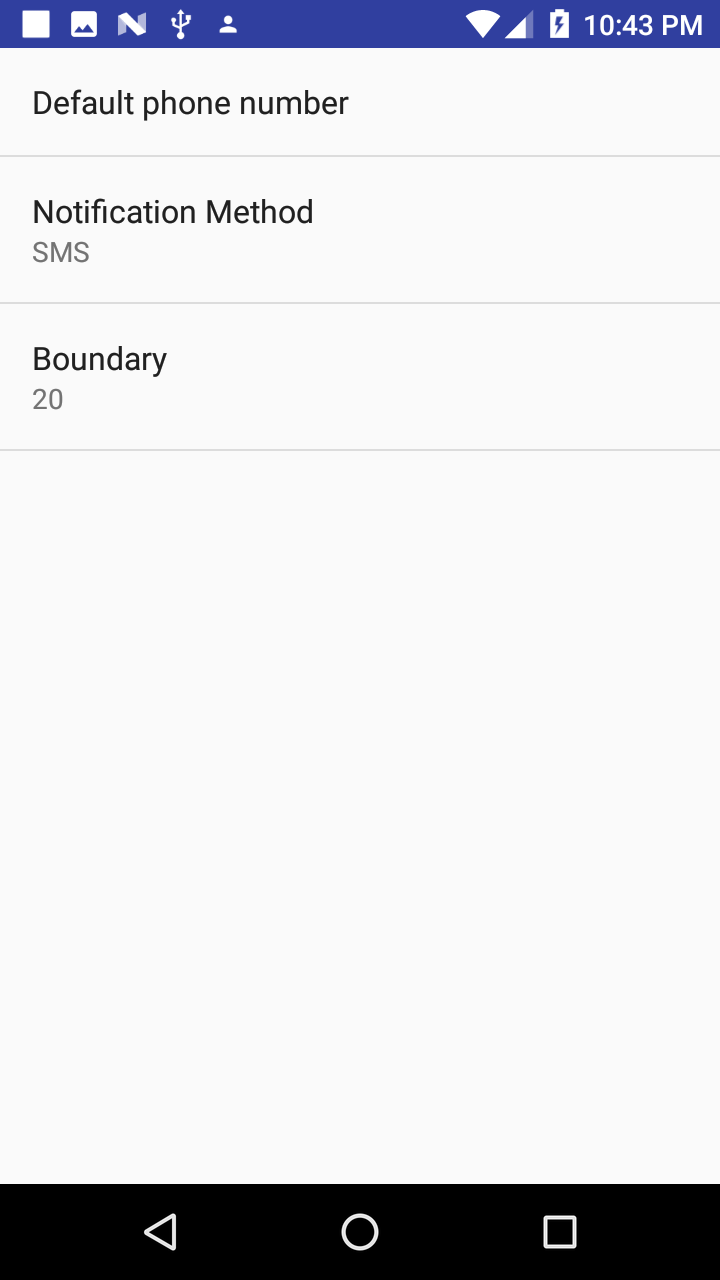 10:43 PM
Default phone number
Notification Method
SMS
Boundary
20